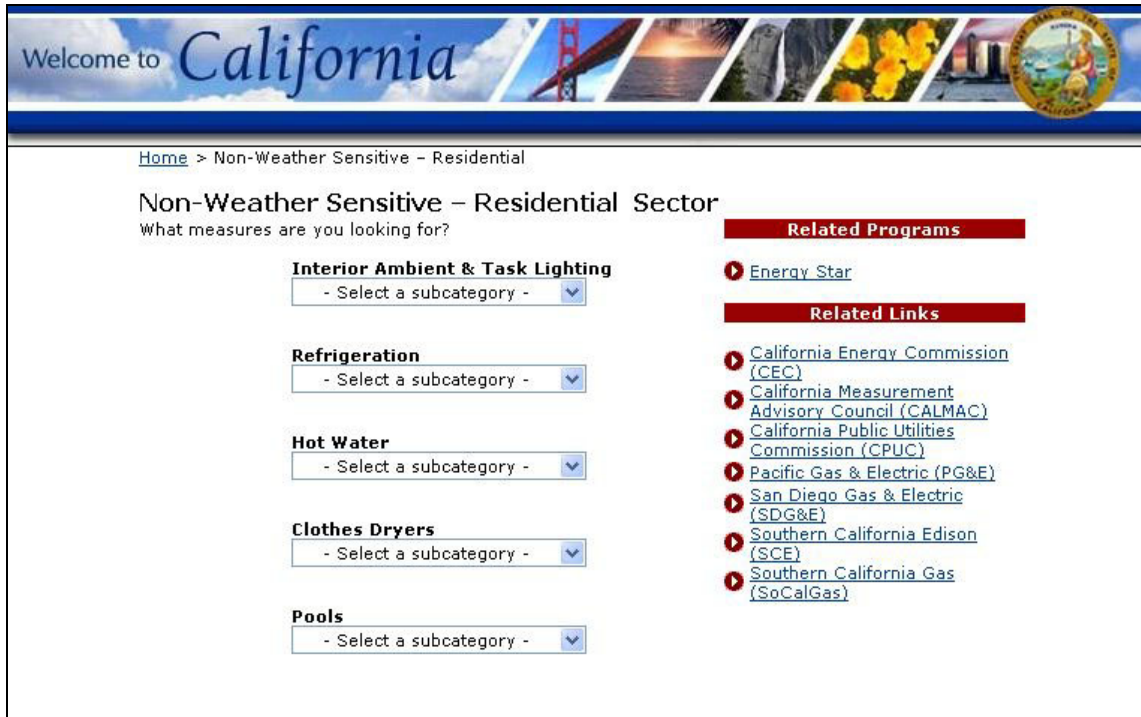 Welcome to California
SEAL OF THE
CALIFORNIA
Home > Non-Weather Sensitive – Residential
Non-Weather Sensitive – Residential Sector
What measures are you looking for?
Interior Ambient & Task Lighting
- Select a subcategory -
Refrigeration
- Select a subcategory -
Hot Water
- Select a subcategory -
Clothes Dryers
- Select a subcategory -
Pools
- Select a subcategory -
Related Programs
Energy Star
Related Links
California Energy Commission
(CEC)
California Measurement
Advisory Council (CALMAC)
California Public Utilities
Commission (CPUC)
Pacific Gas & Electric (PG&E)
San Diego Gas & Electric
(SDG&E)
Southern California Edison
(SCE)
Southern California Gas
(SoCalGas)